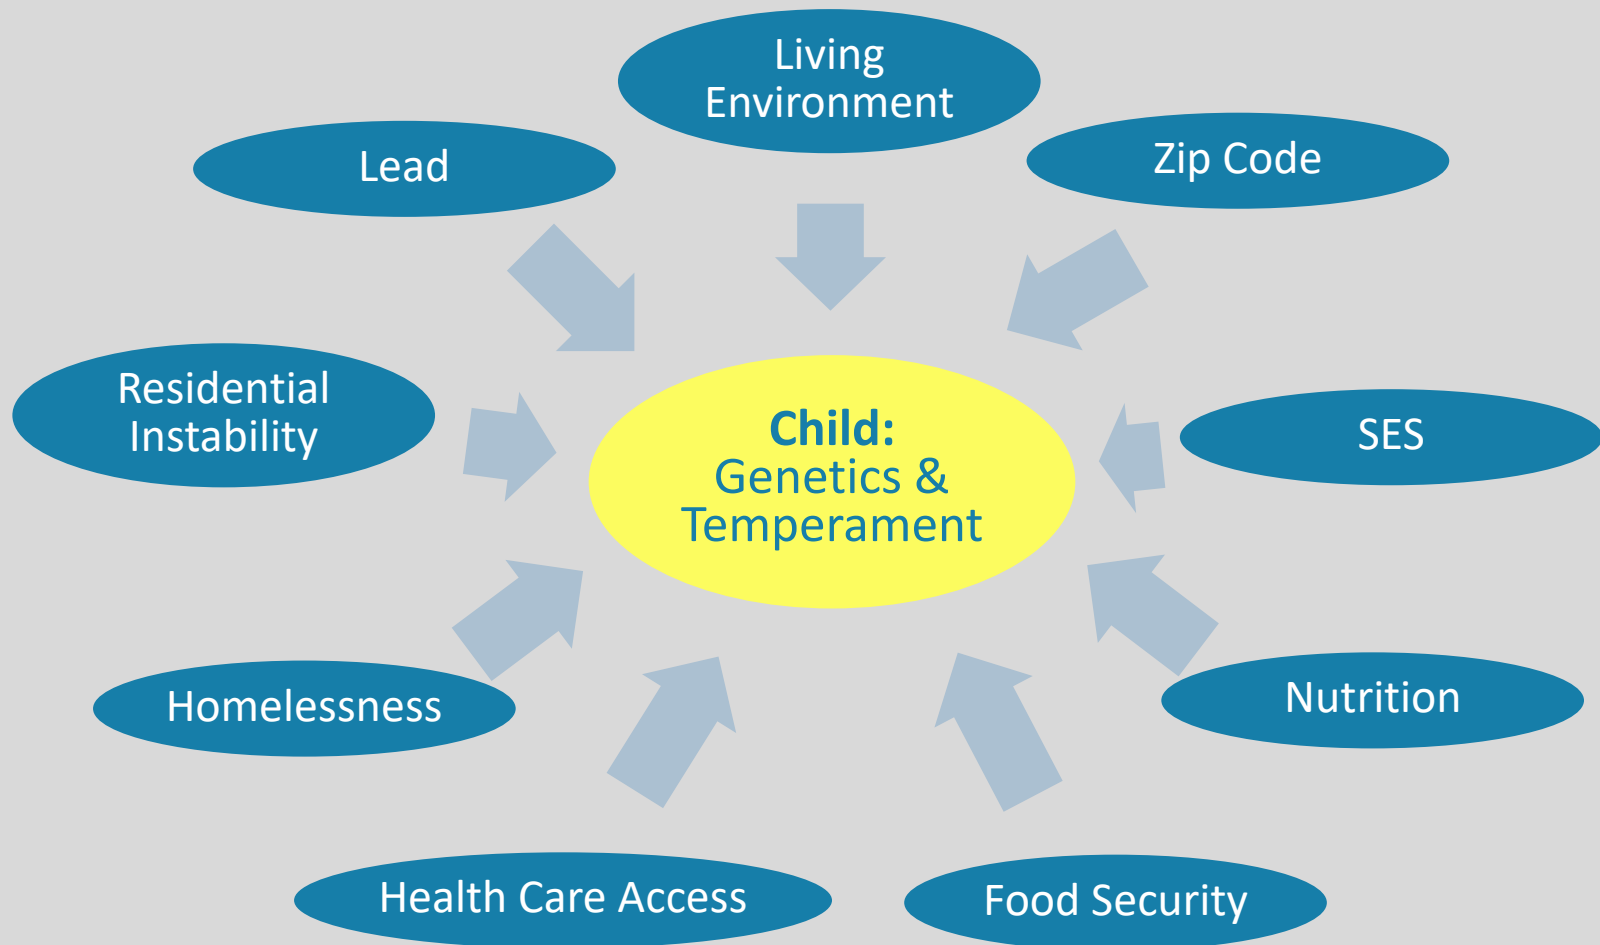 Living
Environment
Lead
Zip Code
Residential
Instability
Child:
Genetics &
Temperament
SES
Homelessness
Nutrition
Health Care Access
Food Security